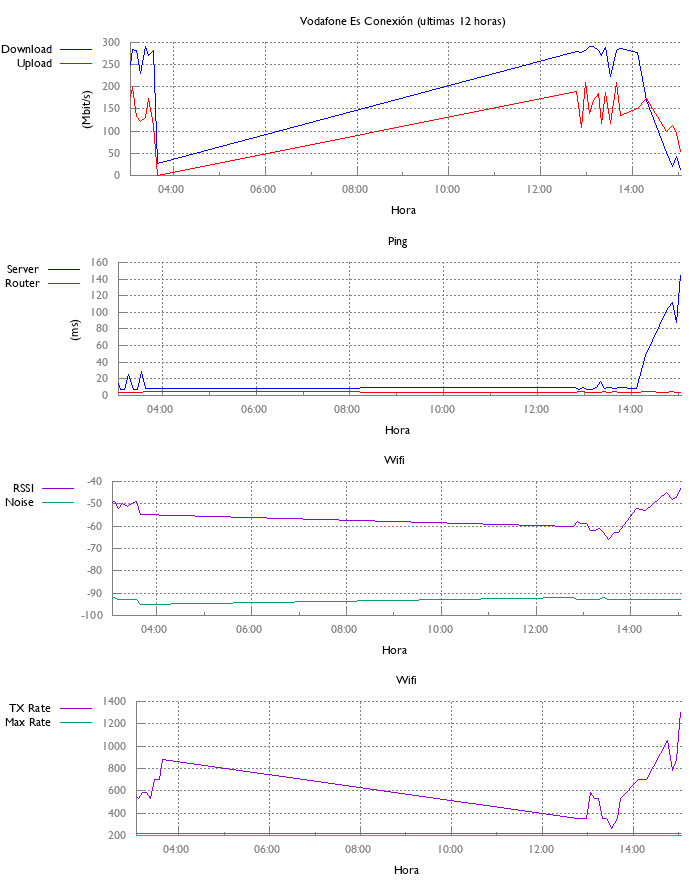 Vodafone Es Conexión (ultimas 12 horas)
Download
Upload
(Mbit/s)
300
250
200
150
100
50
0
04:00 06:00 08:00 10:00 12:00 14:00
Hora
Ping
Server
Router
(ms)
160
140
120
100
80
60
40
20
0
04:00 06:00 08:00 10:00 12:00 14:00
Hora
Wifi
RSSI
Noise
-40
-50
-60
-70
-80
-90
-100
04:00 06:00 08:00 10:00 12:00 14:00
Hora
Wifi
TX Rate
Max Rate
1400
1200
1000
800
600
400
200
04:00 06:00 08:00 10:00 12:00 14:00
Hora